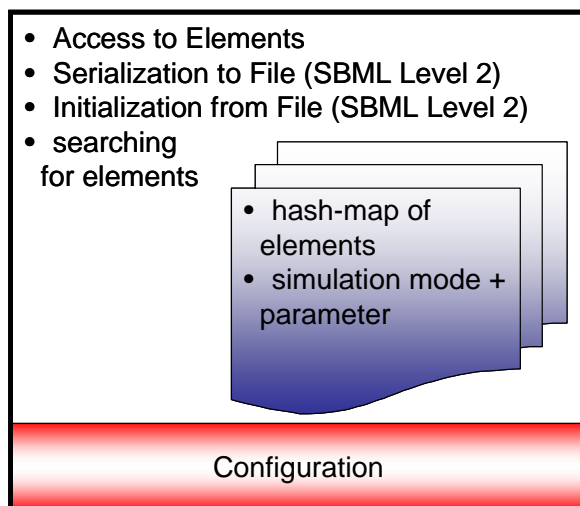 • Access to Elements
• Serialization to File (SBML Level 2)
• Initialization from File (SBML Level 2)
• searching
for elements
• hash-map of
elements
• simulation mode +
parameter
Configuration